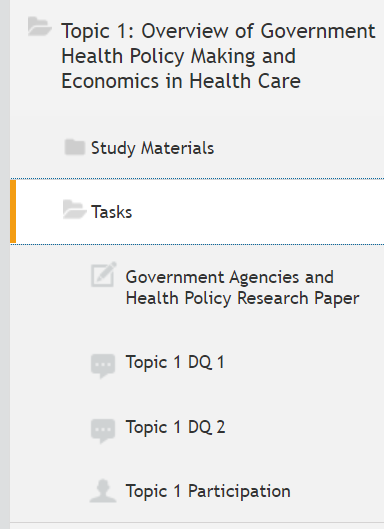 Topic 1: Overview of Government
Health Policy Making and
Economics in Health Care
Study Materials
Tasks
Government Agencies and
Health Policy Research Paper
Topic 1 DQ 1
Topic 1 DQ 2
Topic 1 Participation